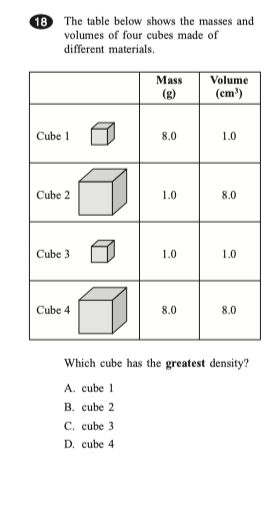 18 The table below shows the masses and
volumes of four cubes made of
different materials.
Mass (g) Volume (cm³)
Cube 1 8.0 1.0
Cube 2 1.0 8.0
Cube 3 1.0 1.0
Cube 4 8.0 8.0
Which cube has the greatest density?
A. cube 1
B. cube 2
C. cube 3
D. cube 4